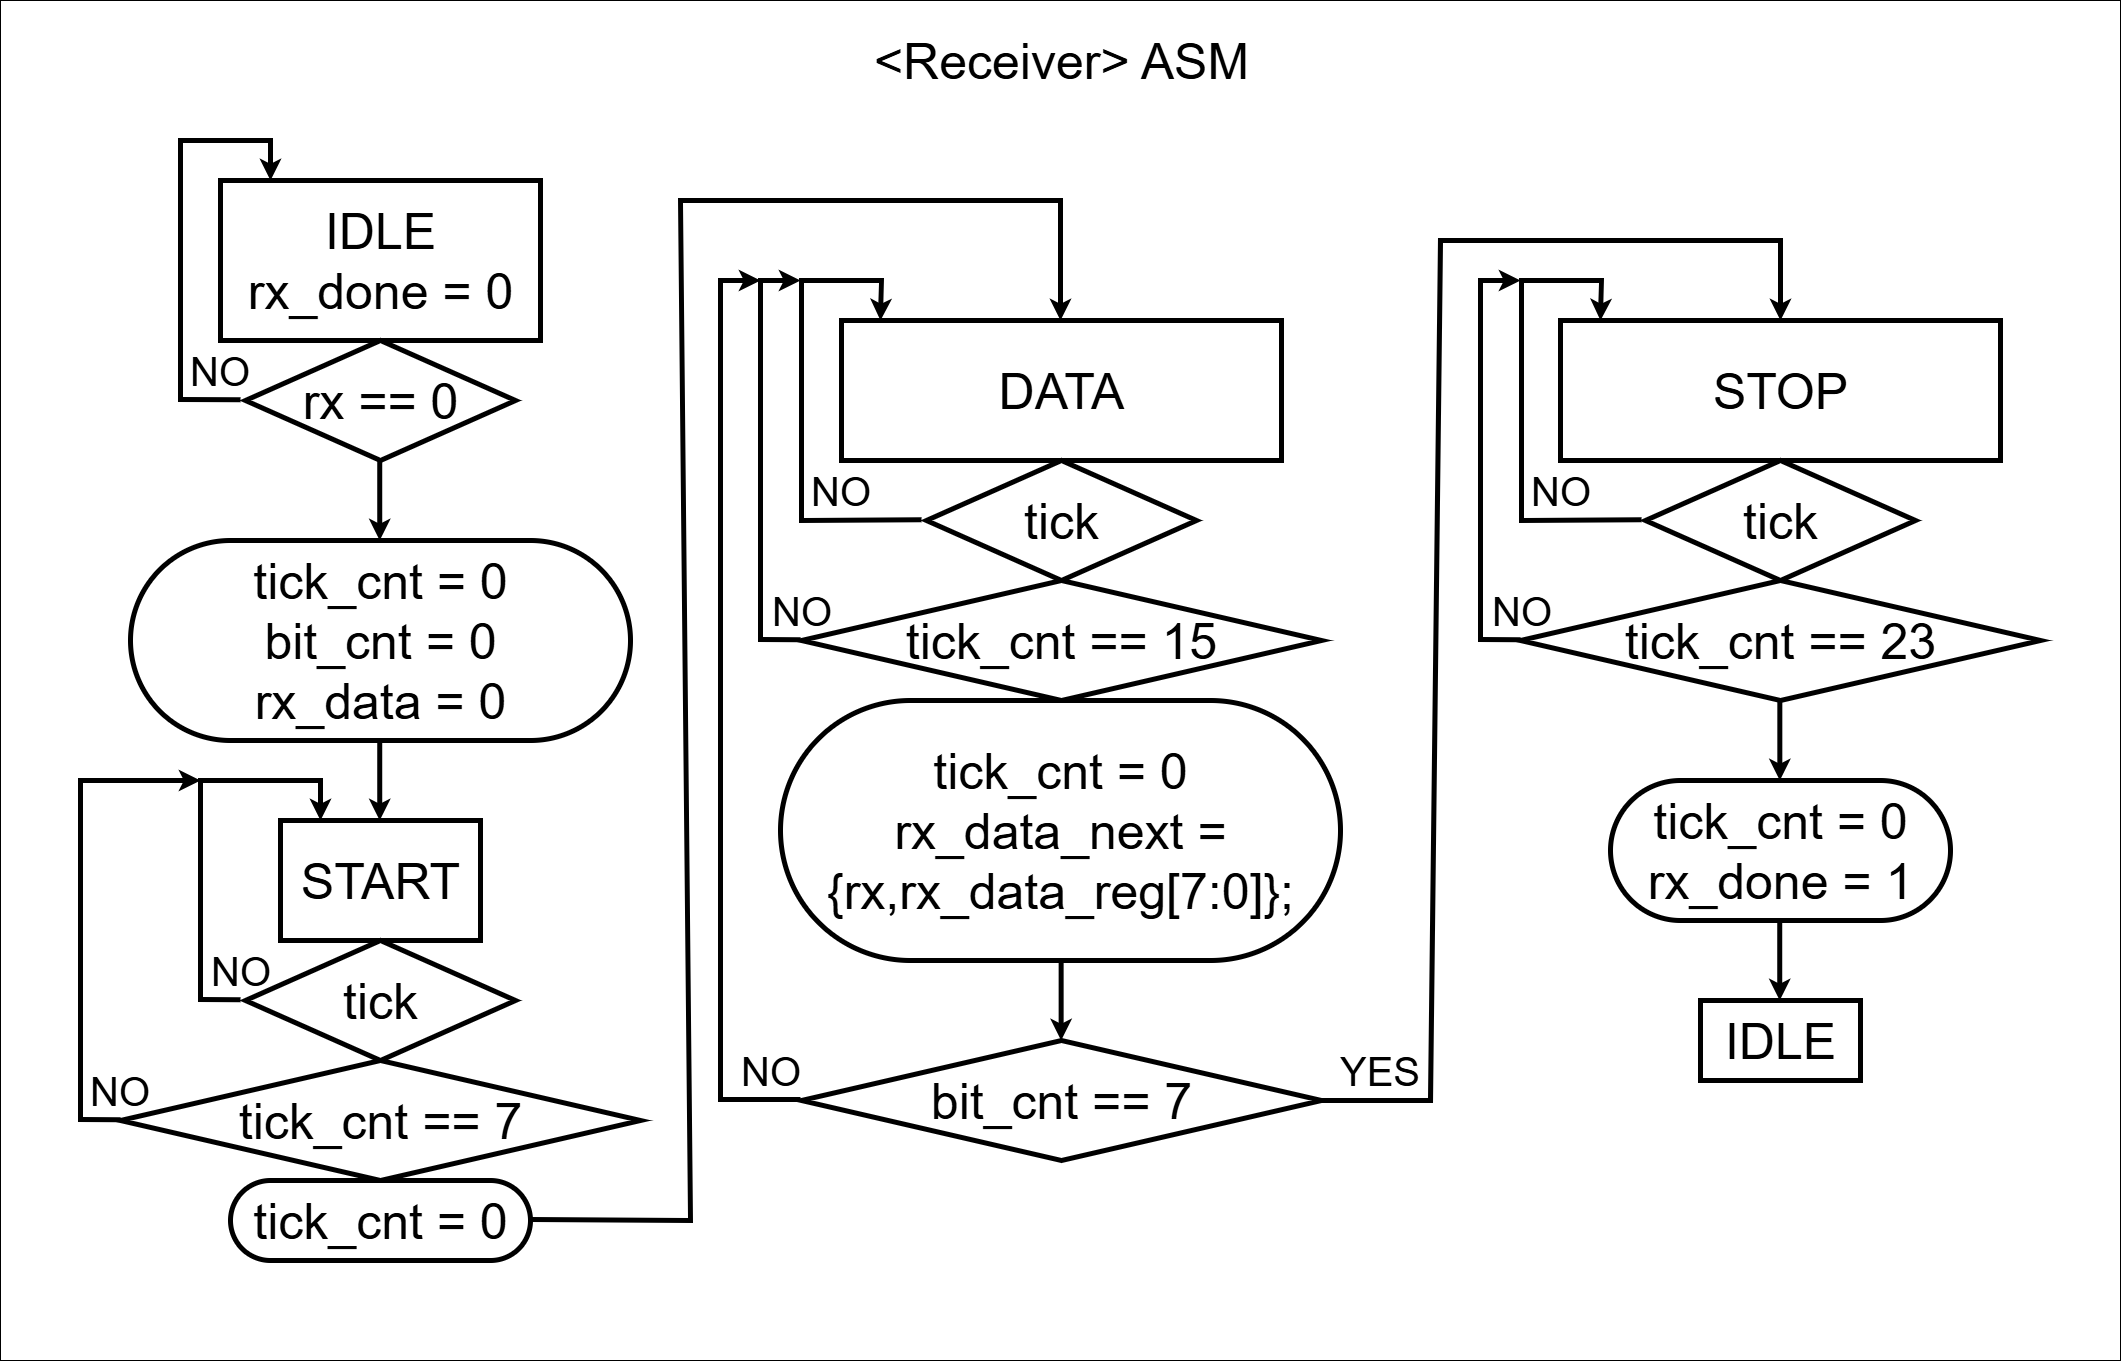 <Receiver> ASM
IDLE
rx_done = 0
NO
rx == 0
tick_cnt = 0
bit_cnt = 0
rx_data = 0
START
NO
tick
NO
tick_cnt == 7
tick_cnt = 0
DATA
NO
tick
NO
tick_cnt == 15
tick_cnt = 0
rx_data_next =
{rx,rx_data_reg[7:0]};
NO
bit_cnt == 7
YES
STOP
NO
tick
NO
tick_cnt == 23
tick_cnt = 0
rx_done = 1
IDLE